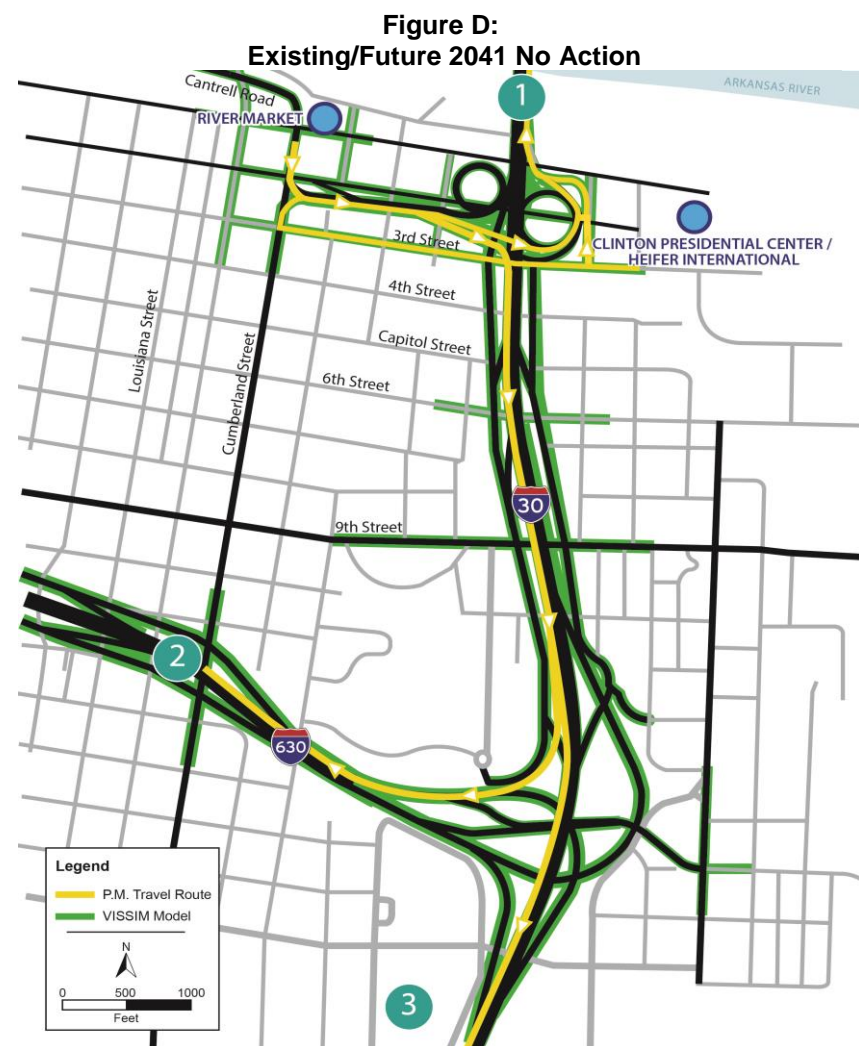 Figure D:
Existing/Future 2041 No Action
Cantrell Road
RIVER MARKET
1
ARKANSAS RIVER
CLINTON PRESIDENTIAL CENTER /
HEIFER INTERNATIONAL
3rd Street
4th Street
Capitol Street
6th Street
Louisiana Street
Cumberland Street
30
9th Street
2
630
3
Legend
P.M. Travel Route
VISSIM Model
N
0 500 1000
Feet